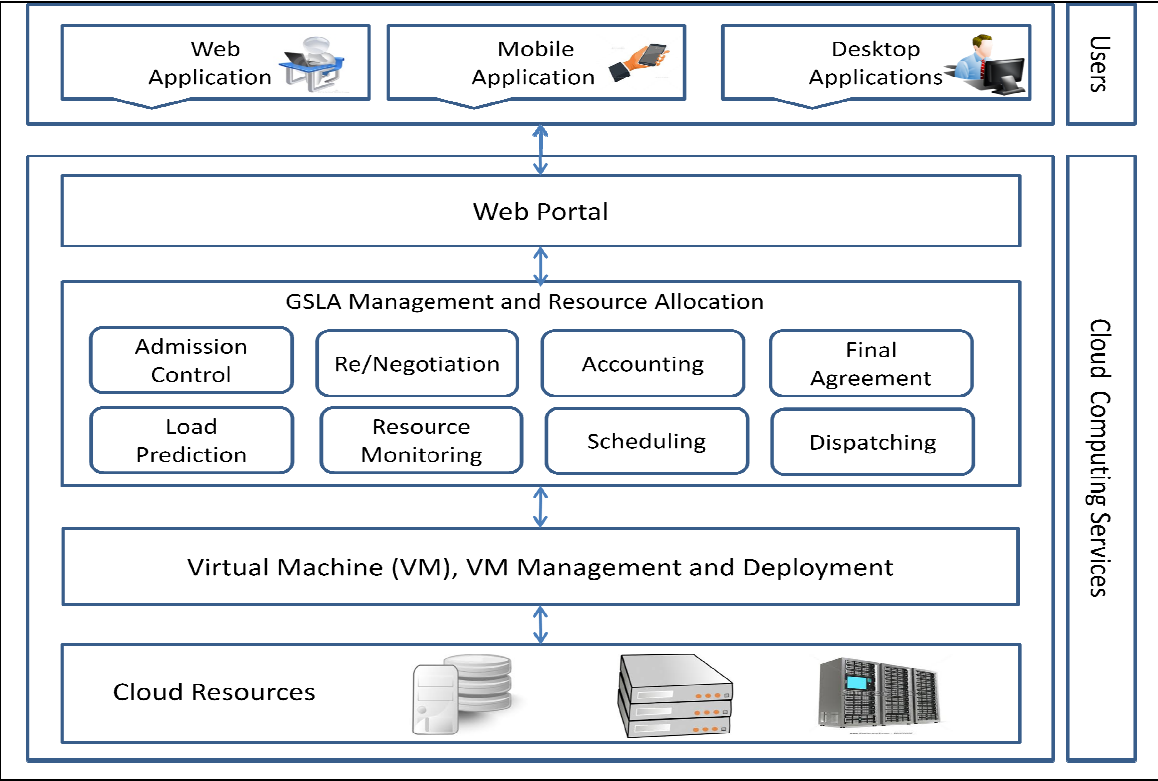 Web
Application
Mobile
Application
Desktop
Applications
Users
Web Portal
GSLA Management and Resource Allocation
Admission
Control
Re/Negotiation
Accounting
Final
Agreement
Load
Prediction
Resource
Monitoring
Scheduling
Dispatching
Virtual Machine (VM), VM Management and Deployment
Cloud Resources
Cloud Computing Services